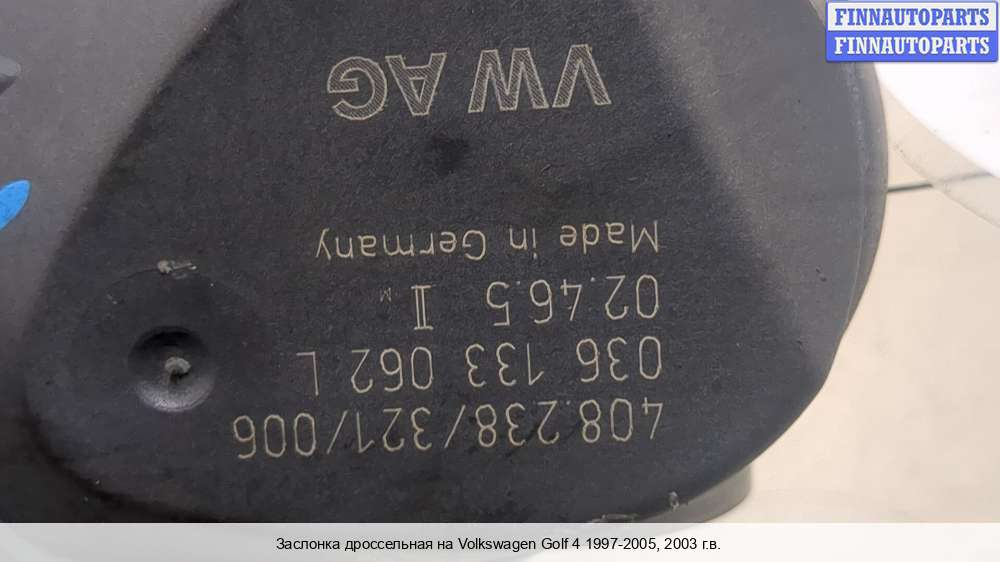 FINNAUTOPARTS
FINNAUTOPARTS
408.238/321/006
036 133 062 L
02.46.5 II M
Made in Germany
VW AG
Заслонка дроссельная на Volkswagen Golf 4 1997-2005, 2003 г.в.